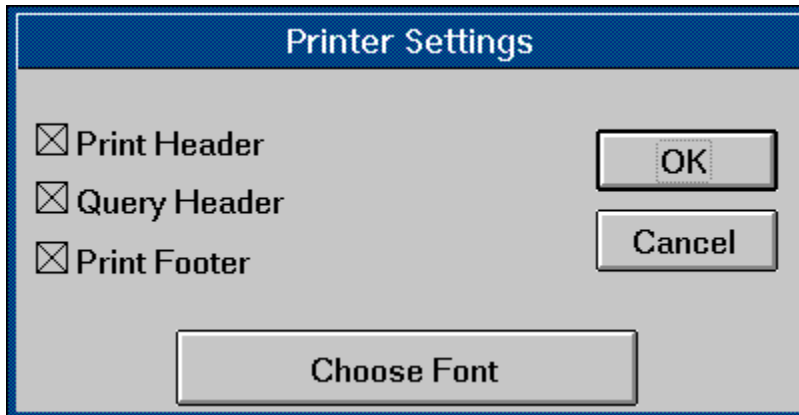 Printer Settings
Print Header
OK
Query Header
Cancel
Print Footer
Choose Font